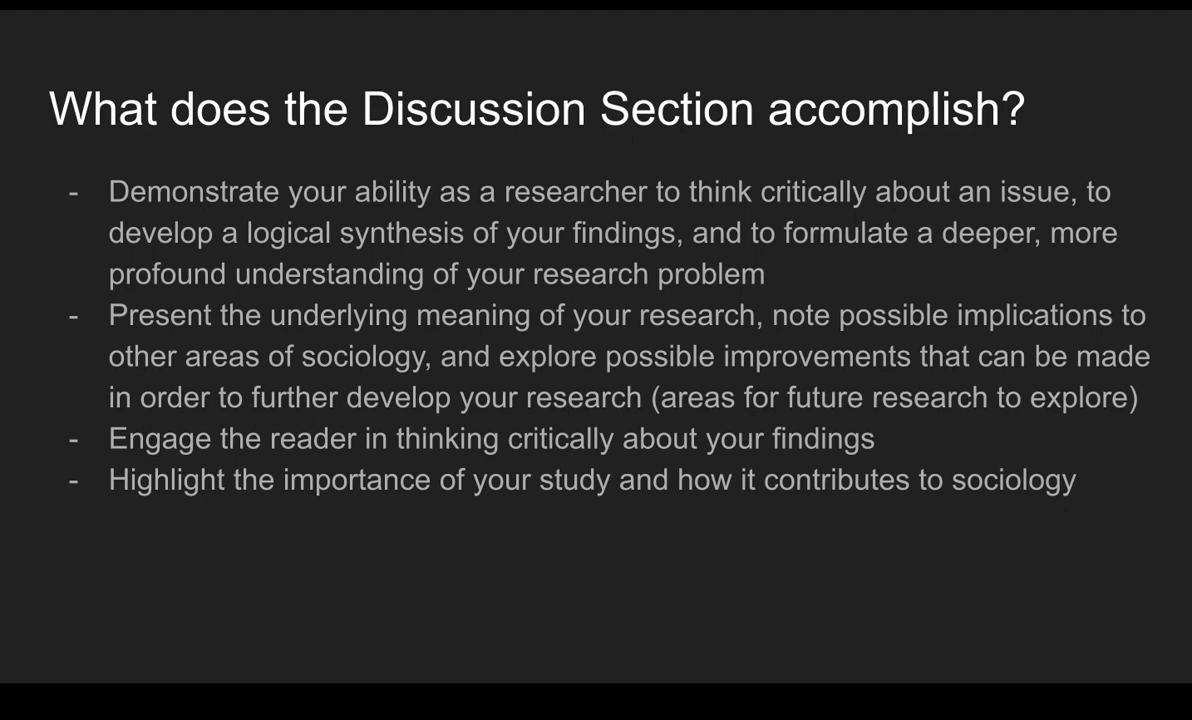 What does the Discussion Section accomplish?
- Demonstrate your ability as a researcher to think critically about an issue, to
develop a logical synthesis of your findings, and to formulate a deeper, more
profound understanding of your research problem
- Present the underlying meaning of your research, note possible implications to
other areas of sociology, and explore possible improvements that can be made
in order to further develop your research (areas for future research to explore)
- Engage the reader in thinking critically about your findings
- Highlight the importance of your study and how it contributes to sociology